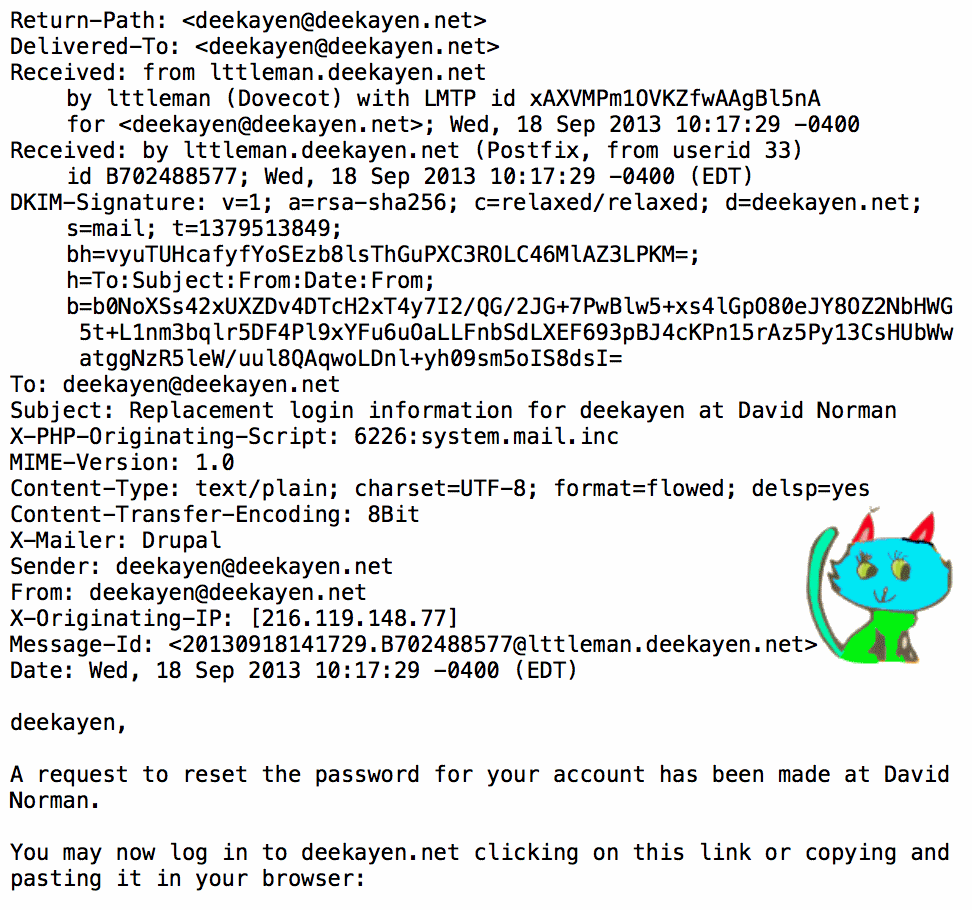 Return-Path: <deekayen@deekayen.net>
Delivered-To: <deekayen@deekayen.net>
Received: from lttleman.deekayen.net
by lttleman (Dovecot) with LMTP id xAXVMPm1OVKZfwAAgBl5nA
for <deekayen@deekayen.net>; Wed, 18 Sep 2013 10:17:29 -0400
Received: by lttleman.deekayen.net (Postfix, from userid 33)
id B702488577; Wed, 18 Sep 2013 10:17:29 -0400 (EDT)
DKIM-Signature: v=1; a=rsa-sha256; c=relaxed/relaxed; d=deekayen.net;
s=mail; t=1379513849;
bh=vyuTUHcafyfYoSEzb8lsThGuPXC3ROLC46MlAZ3LPKM=;
h=To:Subject:From:Date:From;
b=b0NoXSs42xUXZDv4DTcH2xT4y7I2/QG/2JG+7PwBlw5+xs4lGpO80eJY8OZ2NbHWG
5t+L1nm3bqlr5DF4Pl9xYFu6uOaLLFnbSdLXEF693pBJ4cKPn15rAz5Py13CsHUbWw
atggNzR5leW/uul8QAqwoLDnl+yh09sm5oIS8dsI=
To: deekayen@deekayen.net
Subject: Replacement login information for deekayen at David Norman
X-PHP-Originating-Script: 6226:system.mail.inc
MIME-Version: 1.0
Content-Type: text/plain; charset=UTF-8; format=flowed; delsp=yes
Content-Transfer-Encoding: 8Bit
X-Mailer: Drupal
Sender: deekayen@deekayen.net
From: deekayen@deekayen.net
X-Originating-IP: [216.119.148.77]
Message-Id: <20130918141729.B702488577@lttleman.deekayen.net>
Date: Wed, 18 Sep 2013 10:17:29 -0400 (EDT)
deekayen,
A request to reset the password for your account has been made at David
Norman.
You may now log in to deekayen.net clicking on this link or copying and
pasting it in your browser: